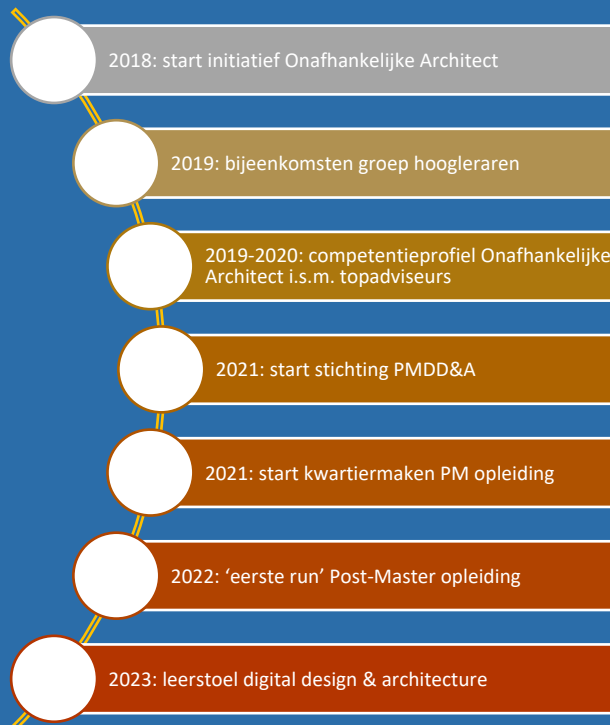 2018: start initiatief Onafhankelijke Architect
2019: bijeenkomsten groep hoogleraren
2019-2020: competentieprofiel Onafhankelijke
Architect i.s.m. topadviseurs
2021: start stichting PMDD&A
2021: start kwartiermaken PM opleiding
2022: ‘eerste run’ Post-Master opleiding
2023: leerstoel digital design & architecture